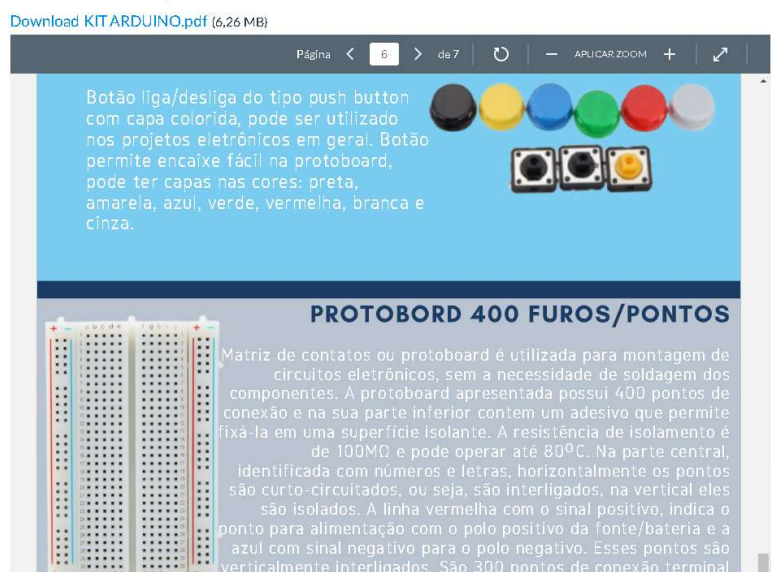 Download KIT ARDUINO.pdf (6,26 MB)
Página 6 de 7 APLICAR ZOOM
Botão liga/desliga do tipo push button
com capa colorida, pode ser utilizado
nos projetos eletrônicos em geral. Botão
permite encaixe fácil na protoboard,
pode ter capas nas cores: preta,
amarela, azul, verde, vermelha, branca e
cinza.
PROTOBORD 400 FUROS/PONTOS
Matriz de contatos ou protoboard é utilizada para montagem de
circuitos eletrônicos, sem a necessidade de soldagem dos
componentes. A protoboard apresentada possui 400 pontos de
conexão e na sua parte inferior contem um adesivo que permite
fixá-la em uma superfície isolante. A resistência de isolamento é
de 100MΩ e pode operar até 80ºC. Na parte central,
identificada com números e letras, horizontalmente os pontos
são curto-circuitados, ou seja, são interligados, na vertical eles
são isolados. A linha vermelha com o sinal positivo, indica o
ponto para alimentação com o polo positivo da fonte/bateria e a
azul com sinal negativo para o polo negativo. Esses pontos são
verticalmente interligados. São 300 pontos de conexão terminal